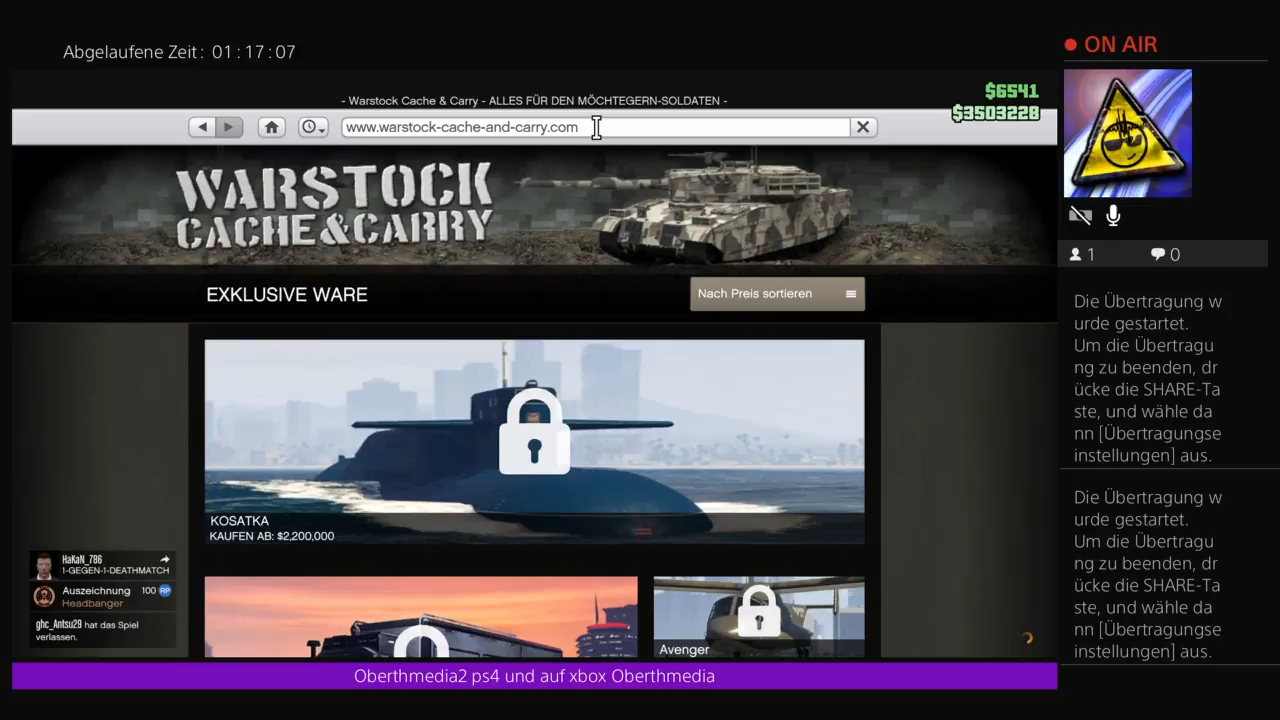 Abgelaufene Zeit: 01:17:07
- Warstock Cache & Carry - ALLES FÜR DEN MÖCHTEGERN-SOLDATEN -
$6541
$3503228
www.warstock-cache-and-carry.com
WARSTOCK
CACHE&CARRY
EXKLUSIVE WARE
Nach Preis sortieren
KOSATKA
KAUFEN AB: $2,200,000
Avenger
HaKaN_786
1-GEGEN-1-DEATHMATCH
Auszeichnung 100 RP
Headbanger
ghc_Antsu29 hat das Spiel
verlassen.
Oberthmedia2 ps4 und auf xbox Oberthmedia
ON AIR
1 0
Die Übertragung w
urde gestartet.
Um die Übertragu
ng zu beenden, dr
ücke die SHARE-Ta
ste, und wähle da
nn [Übertragungse
instellungen] aus.
Die Übertragung w
urde gestartet.
Um die Übertragu
ng zu beenden, dr
ücke die SHARE-Ta
ste, und wähle da
nn [Übertragungse
instellungen] aus.